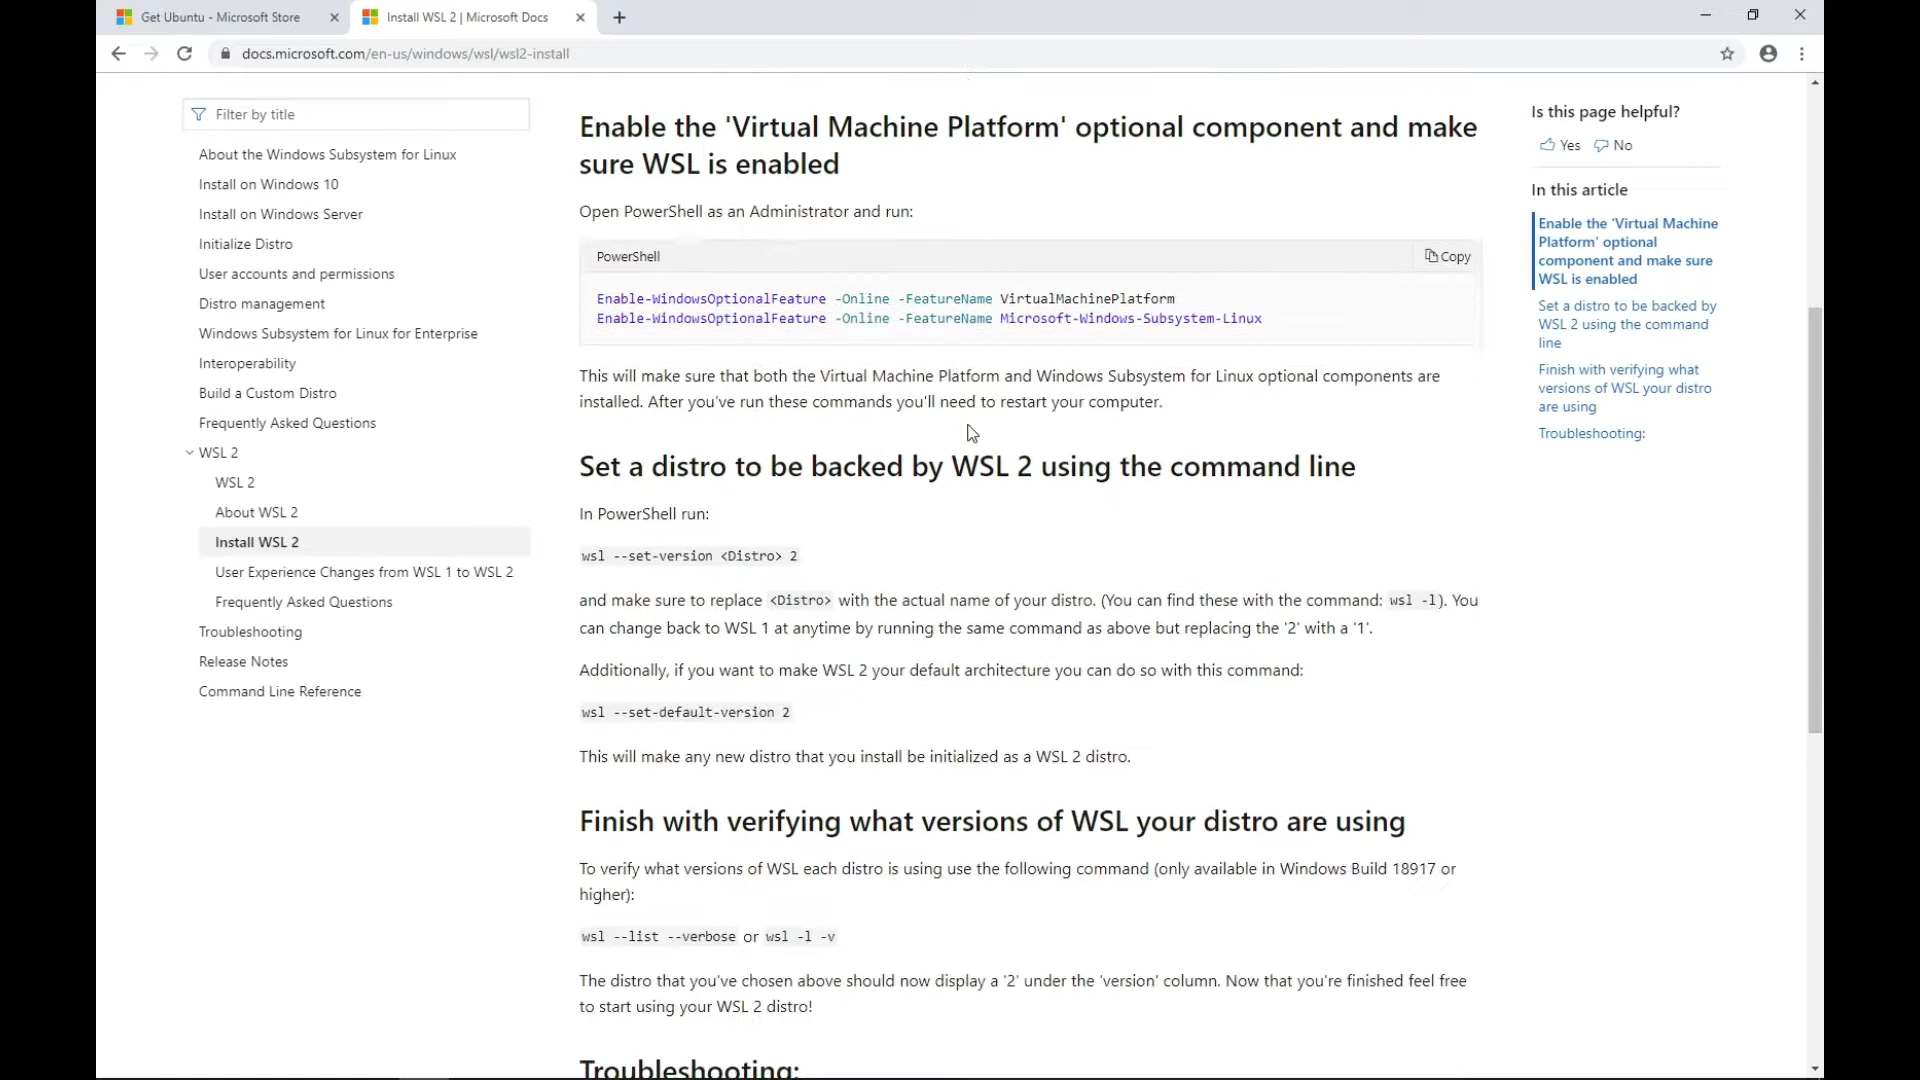 Get Ubuntu - Microsoft Store
Install WSL 2 | Microsoft Docs
docs.microsoft.com/en-us/windows/wsl/wsl2-install
Filter by title
About the Windows Subsystem for Linux
Install on Windows 10
Install on Windows Server
Initialize Distro
User accounts and permissions
Distro management
Windows Subsystem for Linux for Enterprise
Interoperability
Build a Custom Distro
Frequently Asked Questions
WSL 2
WSL 2
About WSL 2
Install WSL 2
User Experience Changes from WSL 1 to WSL 2
Frequently Asked Questions
Troubleshooting
Release Notes
Command Line Reference
Enable the 'Virtual Machine Platform' optional component and make
sure WSL is enabled
Open PowerShell as an Administrator and run:
PowerShell
Copy
Enable-WindowsOptionalFeature -Online -FeatureName VirtualMachinePlatform
Enable-WindowsOptionalFeature -Online -FeatureName Microsoft-Windows-Subsystem-Linux
This will make sure that both the Virtual Machine Platform and Windows Subsystem for Linux optional components are
installed. After you've run these commands you'll need to restart your computer.
Set a distro to be backed by WSL 2 using the command line
In PowerShell run:
wsl --set-version <Distro> 2
and make sure to replace <Distro> with the actual name of your distro. (You can find these with the command: wsl -l). You
can change back to WSL 1 at anytime by running the same command as above but replacing the '2' with a '1'.
Additionally, if you want to make WSL 2 your default architecture you can do so with this command:
wsl --set-default-version 2
This will make any new distro that you install be initialized as a WSL 2 distro.
Finish with verifying what versions of WSL your distro are using
To verify what versions of WSL each distro is using use the following command (only available in Windows Build 18917 or
higher):
wsl --list --verbose or wsl -l -v
The distro that you've chosen above should now display a '2' under the 'version' column. Now that you're finished feel free
to start using your WSL 2 distro!
Troubleshooting:
Is this page helpful?
Yes No
In this article
Enable the 'Virtual Machine
Platform' optional
component and make sure
WSL is enabled
Set a distro to be backed by
WSL 2 using the command
line
Finish with verifying what
versions of WSL your distro
are using
Troubleshooting: